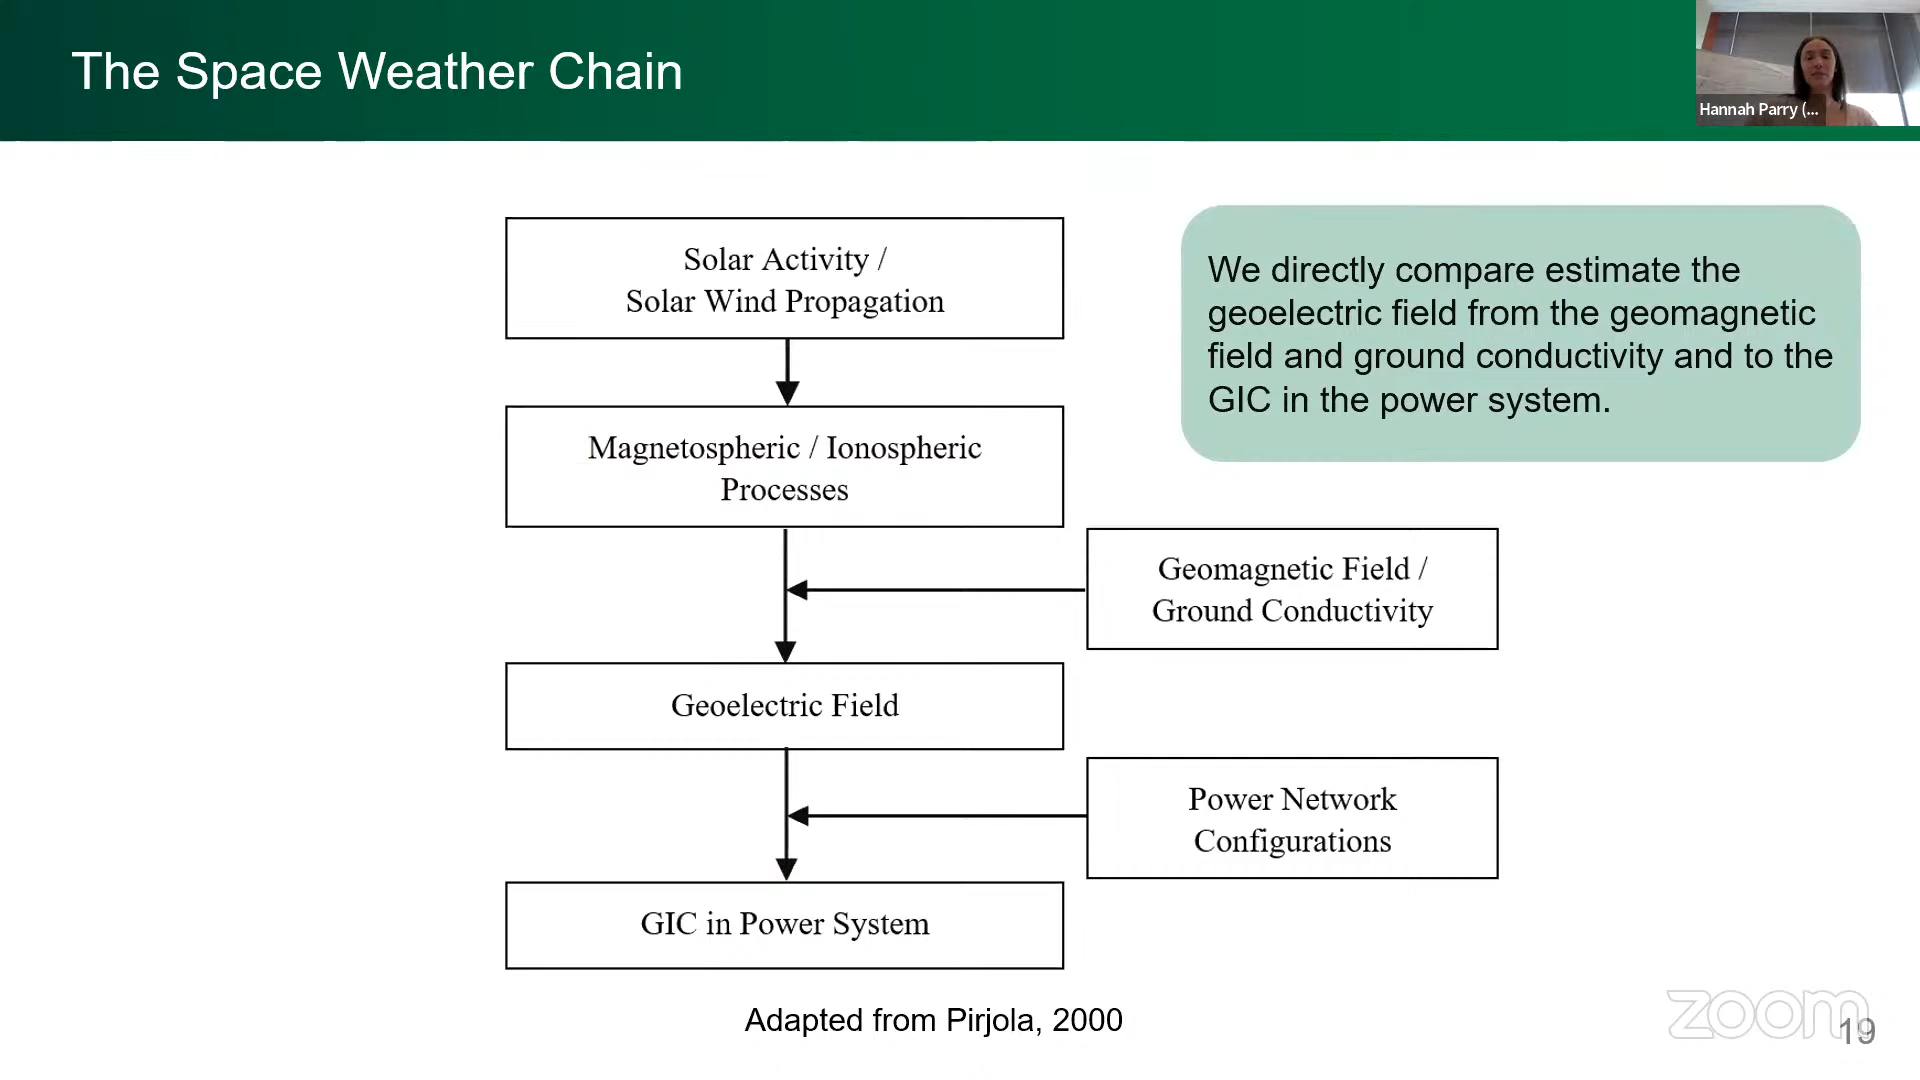 The Space Weather Chain
Hannah Parry (...
Solar Activity /
Solar Wind Propagation
We directly compare estimate the
geoelectric field from the geomagnetic
field and ground conductivity and to the
GIC in the power system.
Magnetospheric / Ionospheric
Processes
Geomagnetic Field /
Ground Conductivity
Geoelectric Field
Power Network
Configurations
GIC in Power System
Adapted from Pirjola, 2000
zoom
19